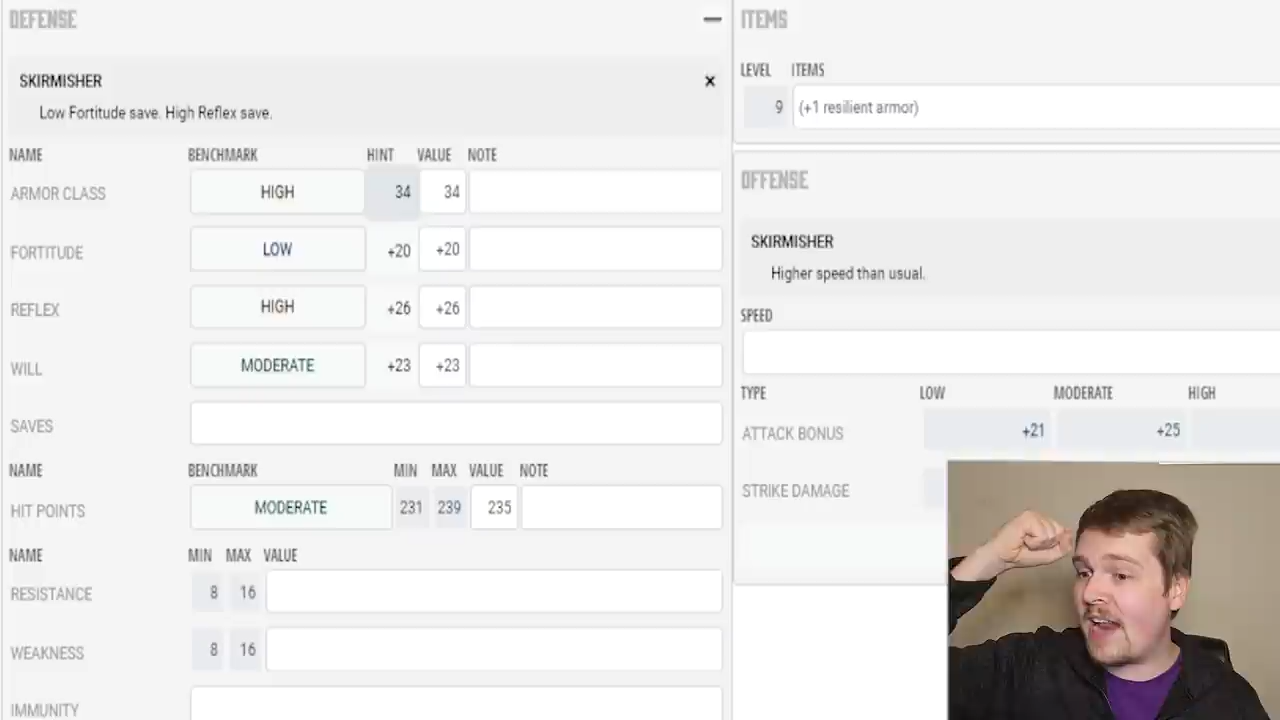 DEFENSE
SKIRMISHER
Low Fortitude save. High Reflex save.
NAME BENCHMARK HINT VALUE NOTE
ARMOR CLASS HIGH 34 34
FORTITUDE LOW +20 +20
REFLEX HIGH +26 +26
WILL MODERATE +23 +23
SAVES
NAME BENCHMARK MIN MAX VALUE NOTE
HIT POINTS MODERATE 231 239 235
NAME MIN MAX VALUE
RESISTANCE 8 16
WEAKNESS 8 16
IMMUNITY
ITEMS
LEVEL ITEMS
9 (+1 resilient armor)
OFFENSE
SKIRMISHER
Higher speed than usual.
SPEED
TYPE LOW MODERATE HIGH
ATTACK BONUS +21 +25
STRIKE DAMAGE